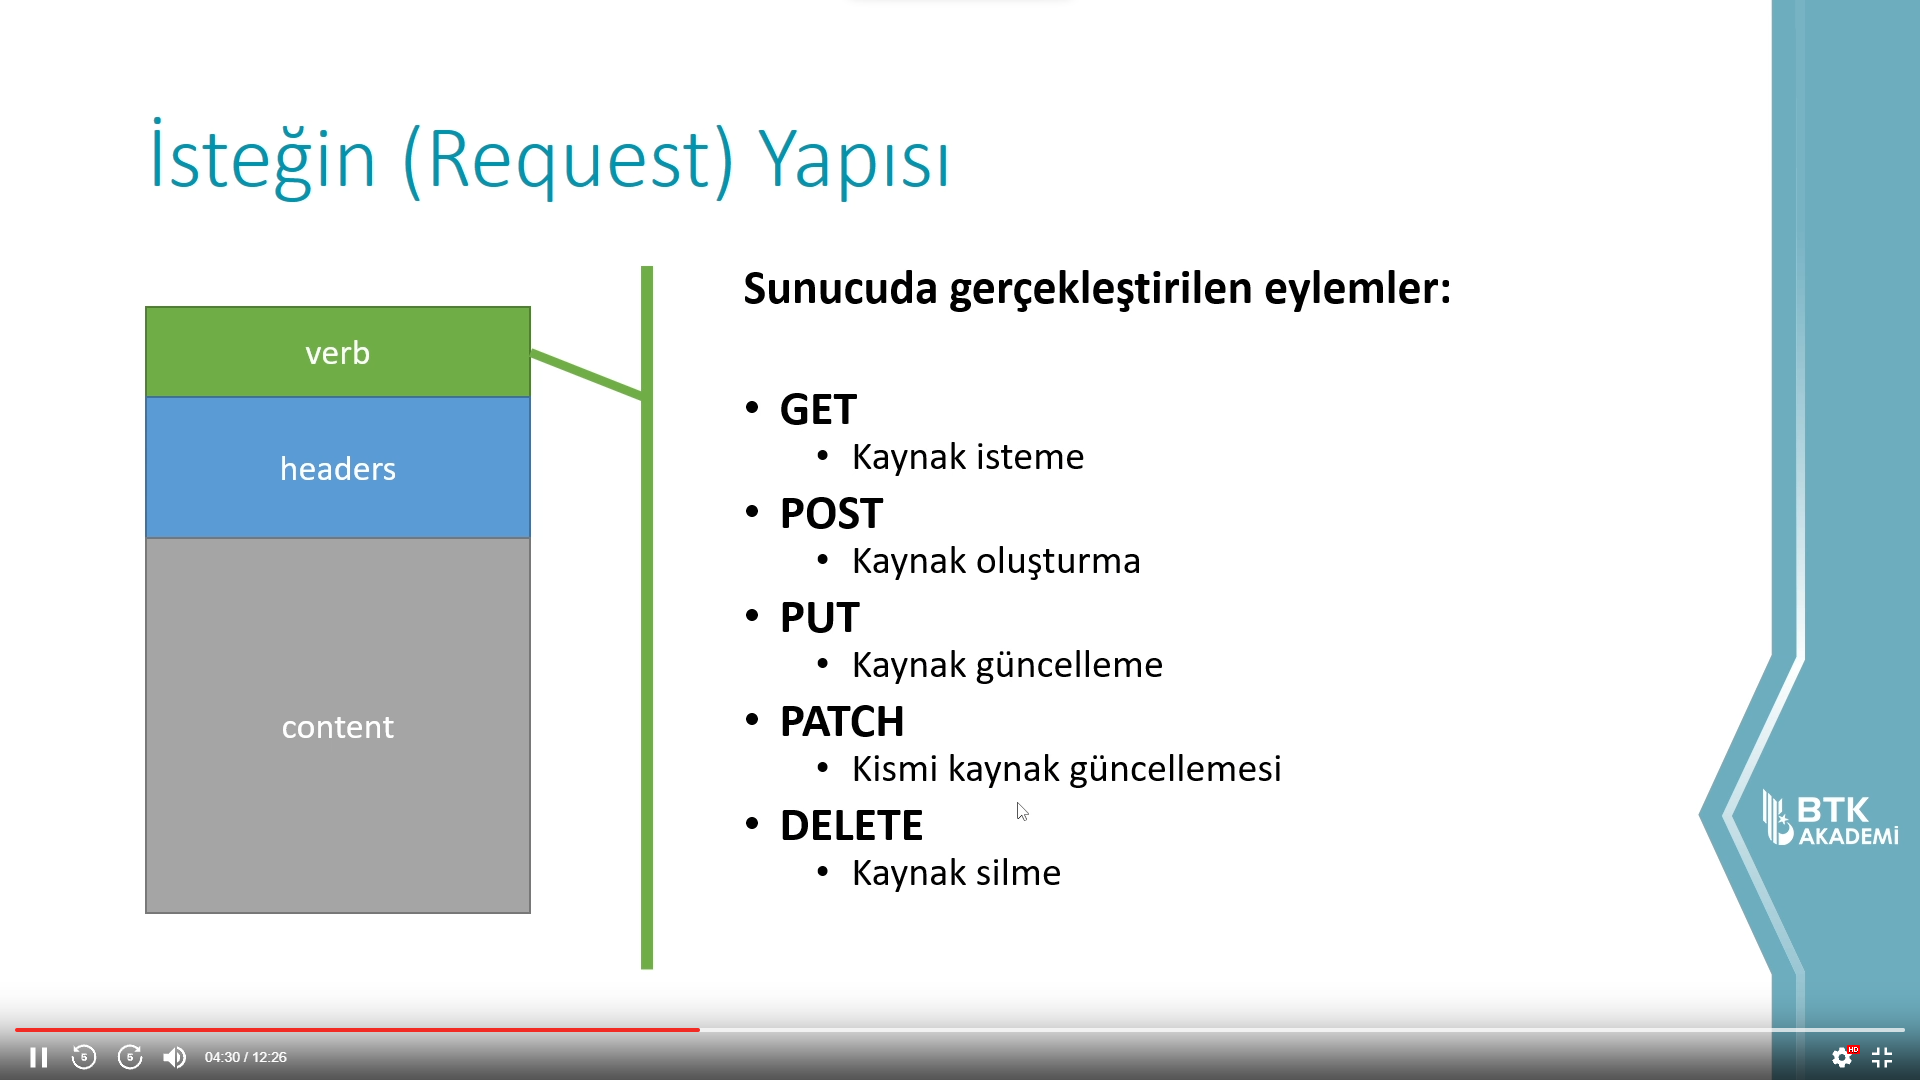 İsteğin (Request) Yapısı
verb
headers
content
Sunucuda gerçekleştirilen eylemler:
• GET
• Kaynak isteme
• POST
• Kaynak oluşturma
• PUT
• Kaynak güncelleme
• PATCH
• Kismi kaynak güncellemesi
• DELETE
• Kaynak silme
BTK
AKADEMİ
5
5
04:30 / 12:26
HD